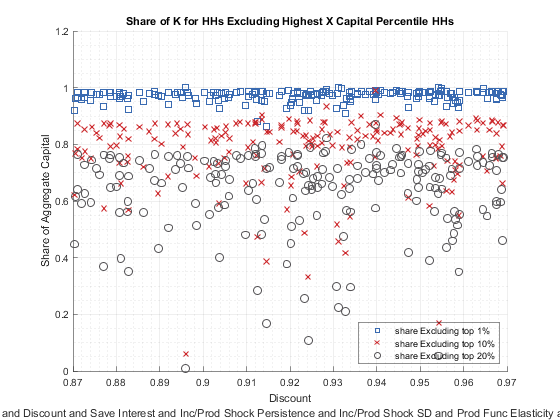 Share of K for HHs Excluding Highest X Capital Percentile HHs
1.2
1
0.8
0.6
0.4
0.2
0
Share of Aggregate Capital
share Excluding top 1%
share Excluding top 10%
share Excluding top 20%
0.87 0.88 0.89 0.9 0.91 0.92 0.93 0.94 0.95 0.96 0.97
Discount
and Discount and Save Interest and Inc/Prod Shock Persistence and Inc/Prod Shock SD and Prod Func Elasticity a